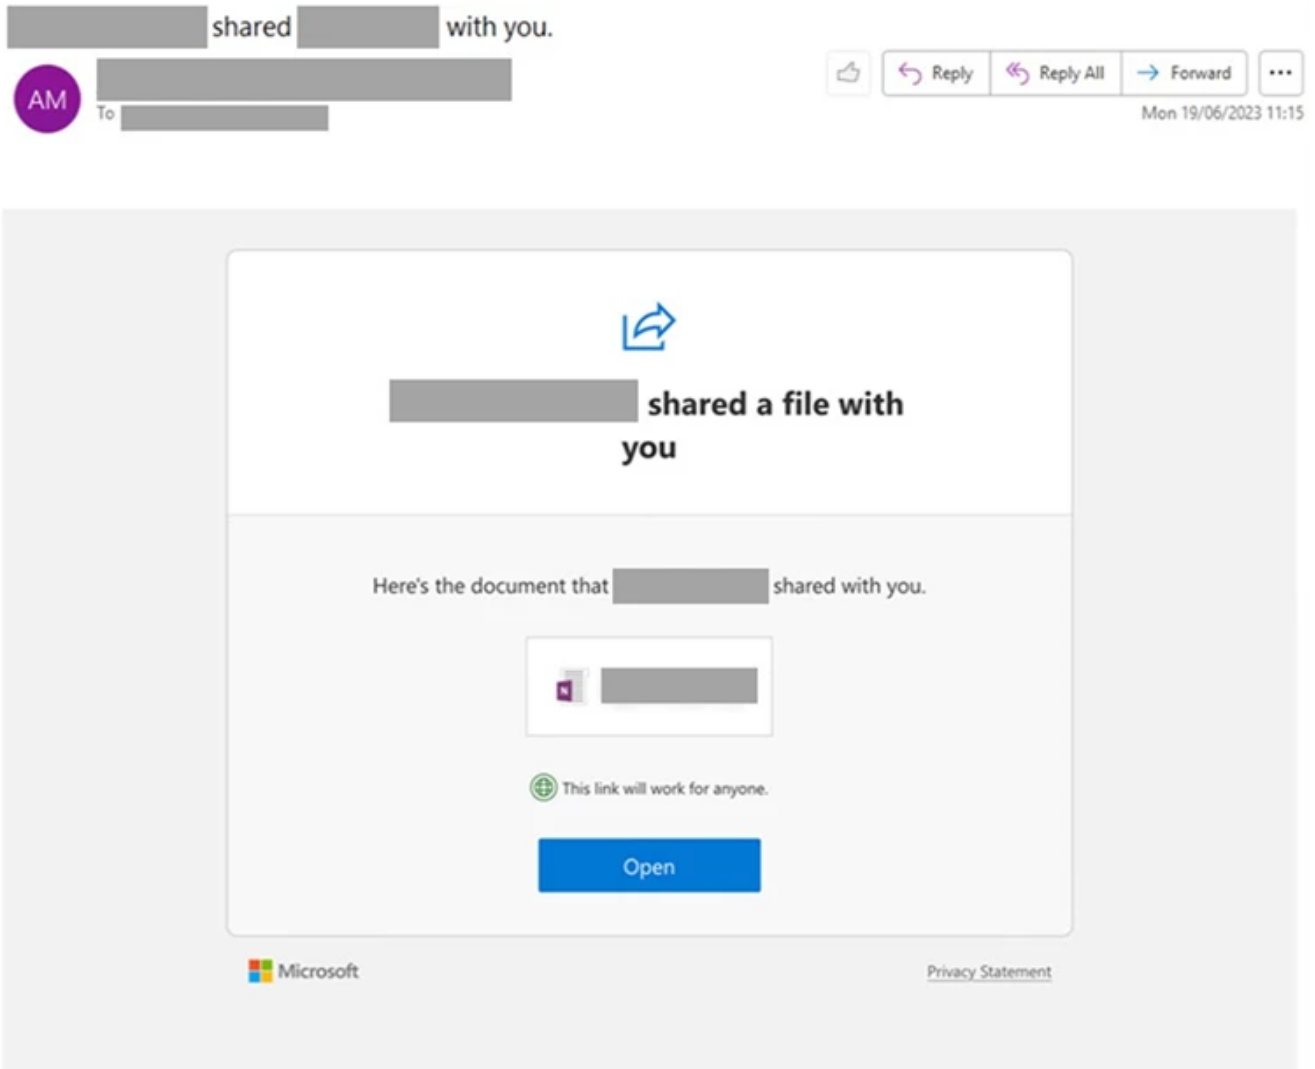 shared with you.
AM
Reply
Reply All
Forward
To
Mon 19/06/2023 11:15
shared a file with
you
Here's the document that shared with you.
N
This link will work for anyone.
Open
Microsoft
Privacy Statement